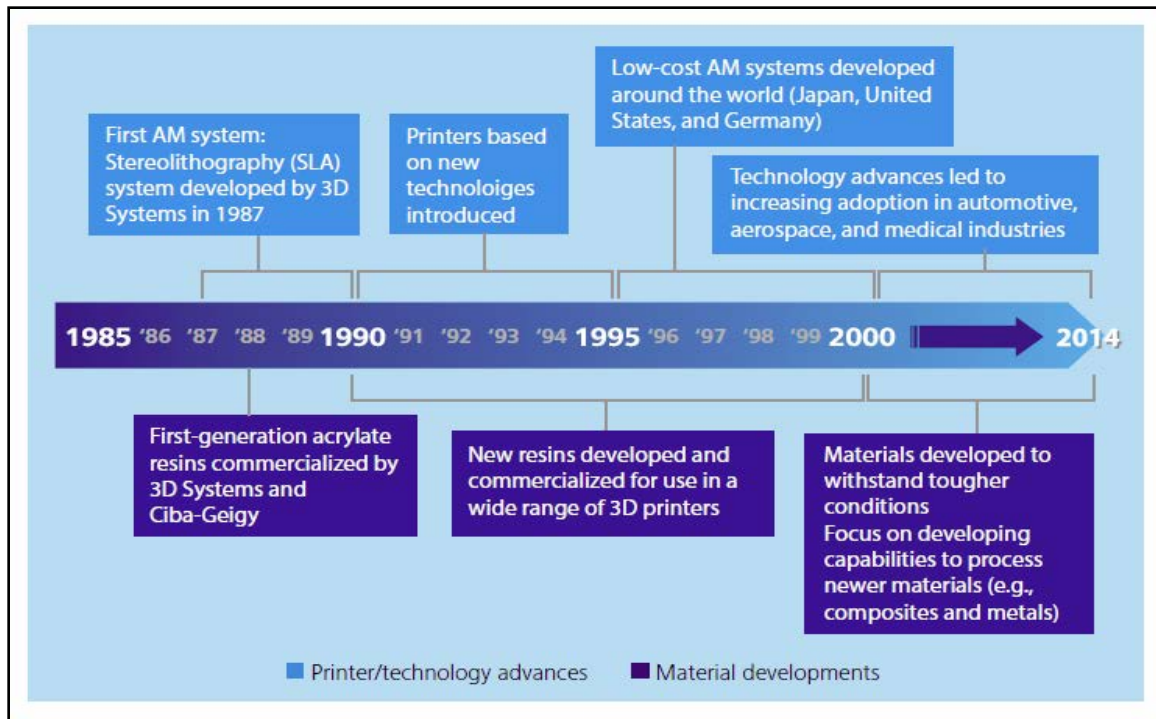 First AM system:
Stereolithography (SLA)
system developed by 3D
Systems in 1987
Printers based
on new
technoloiges
introduced
Low-cost AM systems developed
around the world (Japan, United
States, and Germany)
Technology advances led to
increasing adoption in automotive,
aerospace, and medical industries
1985 '86 '87 '88 '89 1990 '91 '92 '93 '94 1995 '96 '97 '98 '99 2000 2014
First-generation acrylate
resins commercialized by
3D Systems and
Ciba-Geigy
New resins developed and
commercialized for use in a
wide range of 3D printers
Materials developed to
withstand tougher
conditions
Focus on developing
capabilities to process
newer materials (e.g.,
composites and metals)
Printer/technology advances Material developments